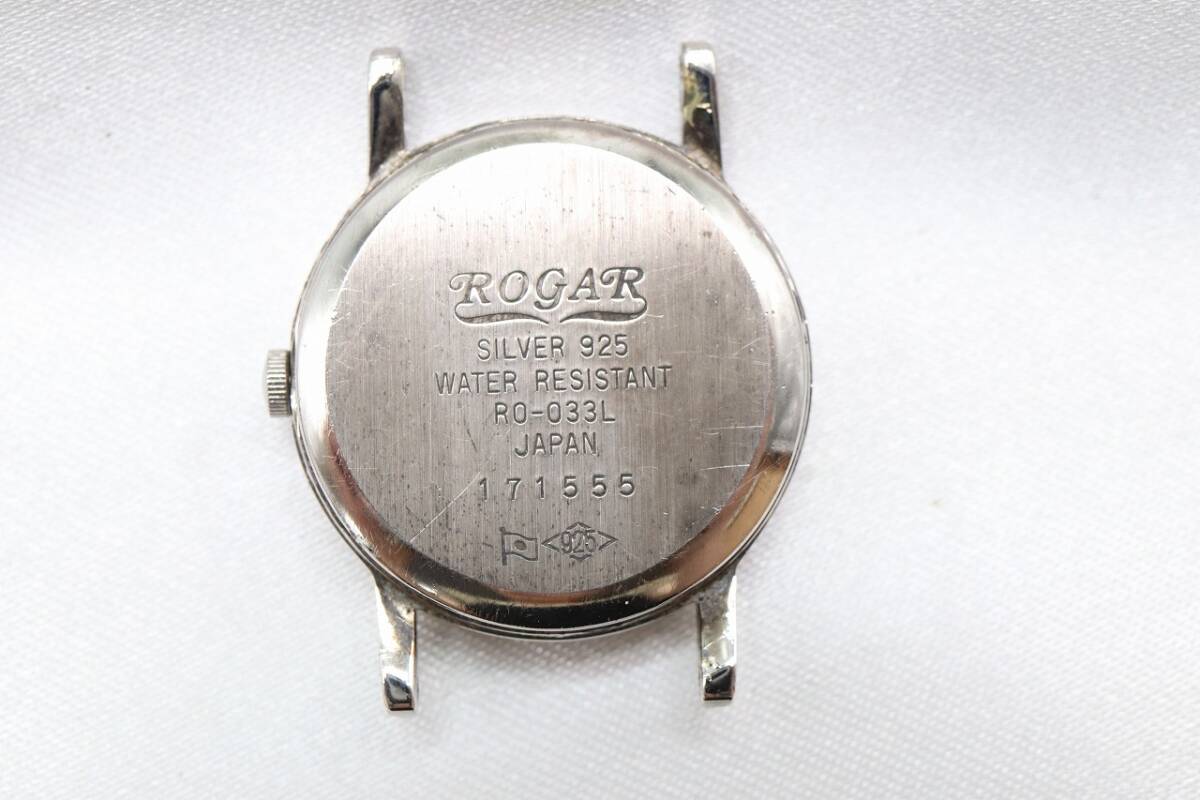 ROGAR
SILVER 925
WATER RESISTANT
RO-033L
JAPAN
171555
925